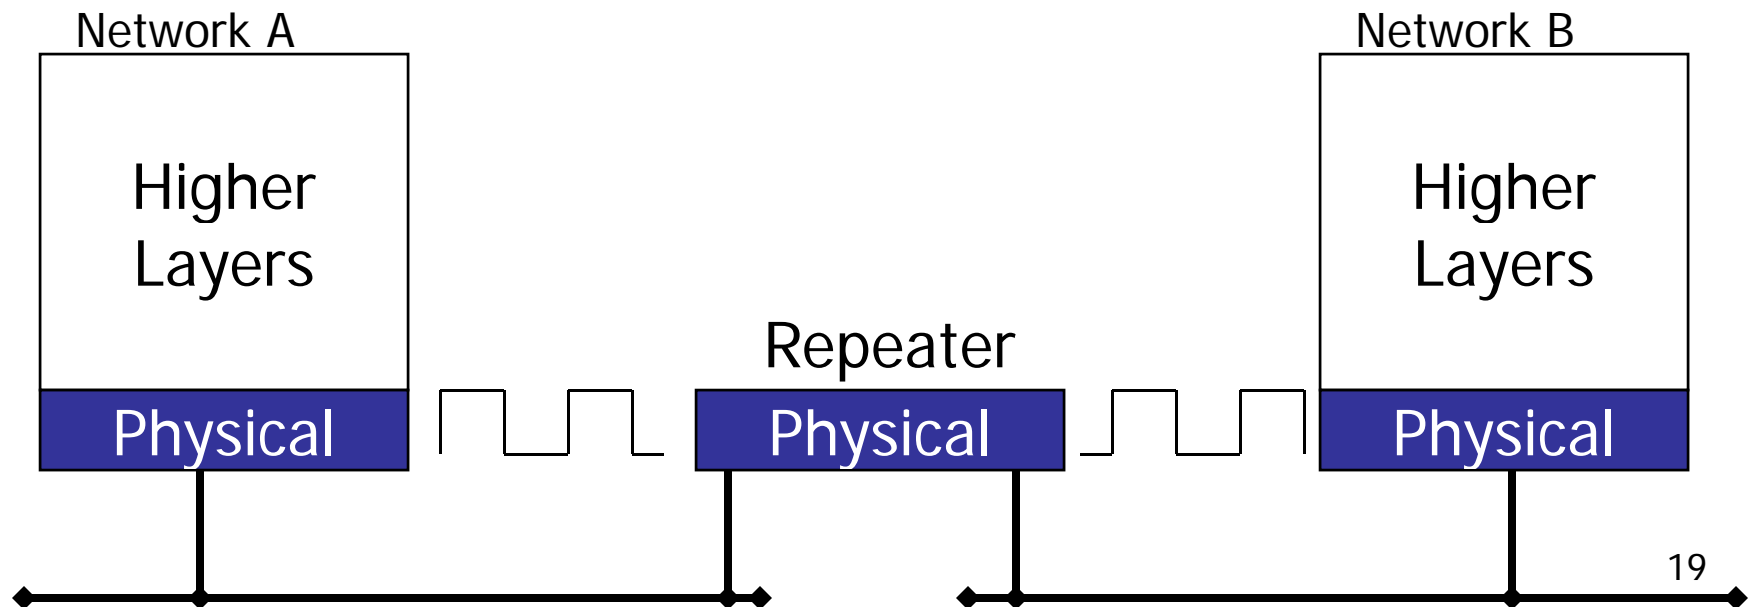 Network A
Network B
Higher
Layers
Higher
Layers
Repeater
Physical
Physical
Physical
19